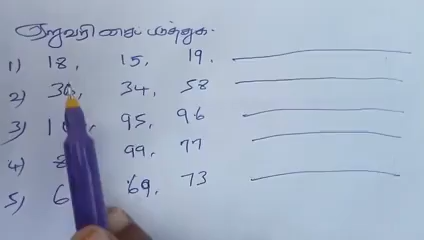 ஏறுவரிசைப்படுத்துக.
1) 18, 15, 19.
2) 36, 34, 58
3) 95, 96
4) 99, 77
5) 69, 73